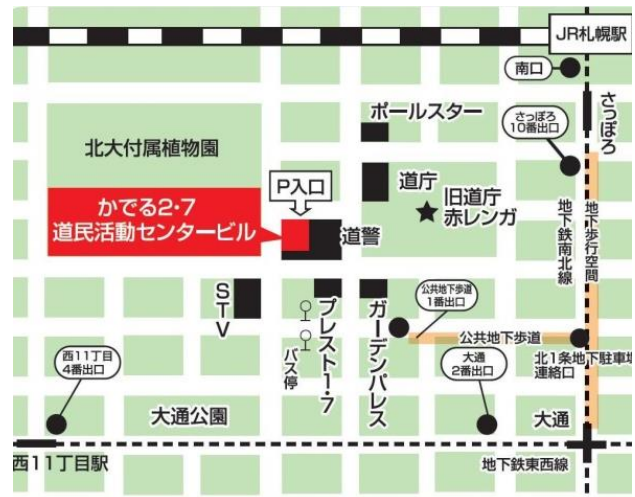 JR札幌駅
南口
さっぽろ
ポールスター
さっぽろ
10番出口
北大付属植物園
P入口
道庁
旧道庁
赤レンガ
かでる2・7
道民活動センタービル
道警
地下鉄南北線
地下歩行空間
STV
プレスト1・7
ガーデンパレス
バス停
公共地下歩道
1番出口
公共地下歩道
北1条地下駐車場
連絡口
西11丁目
4番出口
大通
2番出口
大通公園
大通
西11丁目駅
地下鉄東西線